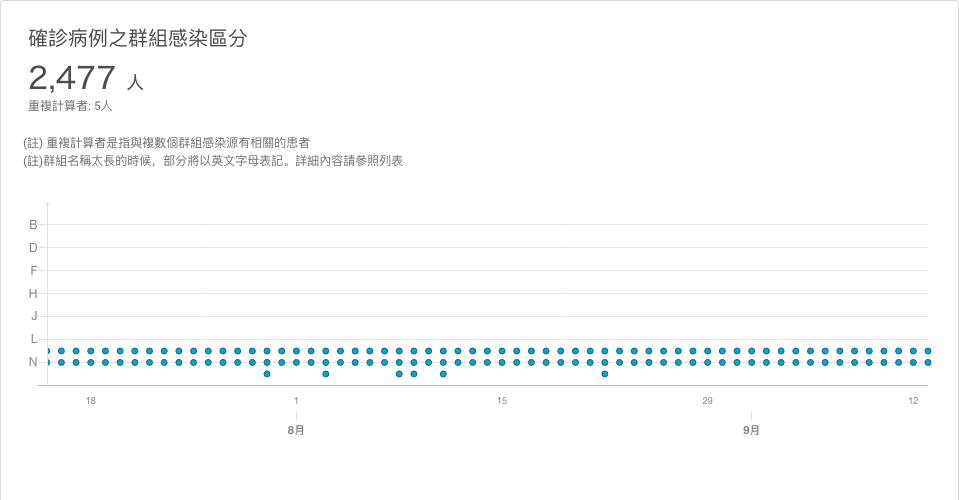 確診病例之群組感染區分
2,477 人
重複計算者: 5人
(註) 重複計算者是指與複數個群組感染源有相關的患者
(註)群組名稱太長的時候，部分將以英文字母表記。詳細內容請參照列表
B
D
F
H
J
L
N
18 1 15 29 12
8月 9月